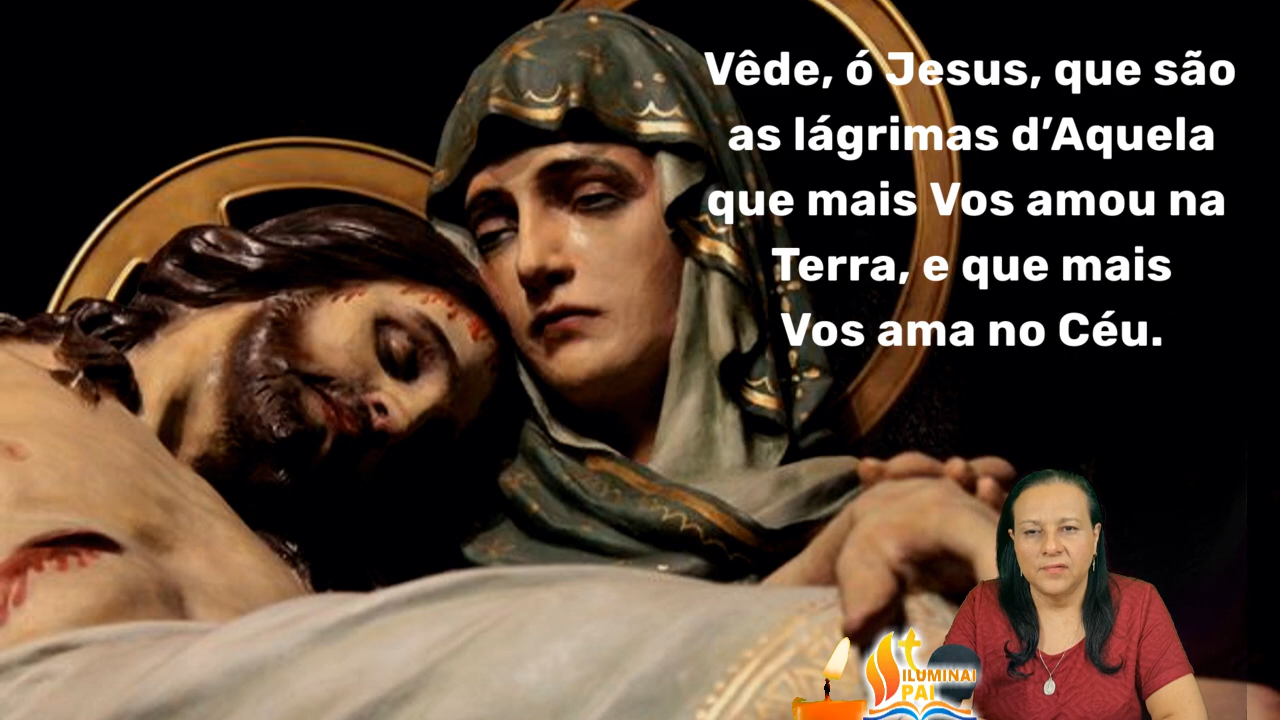 Vêde, ó Jesus, que são
as lágrimas d’Aquela
que mais Vos amou na
Terra, e que mais
Vos ama no Céu.
ILUMINAI
PAI